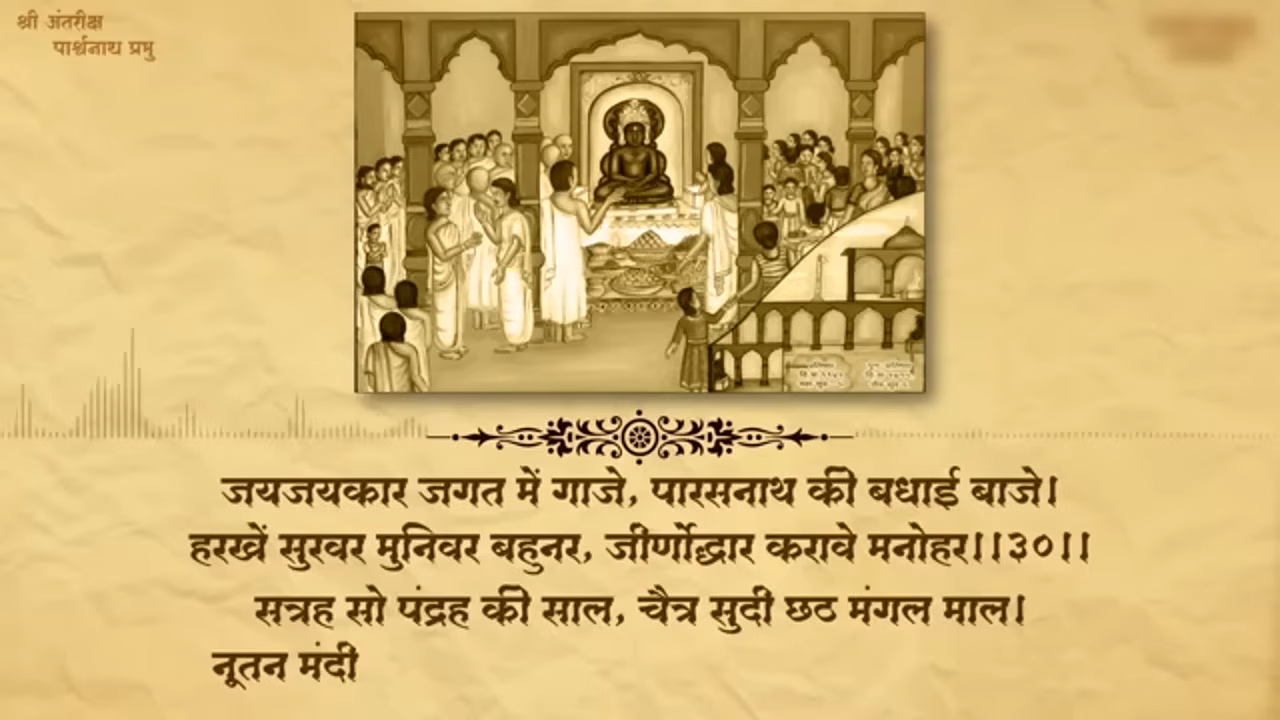 श्री अंतरीक्ष
पार्श्वनाथ प्रभु
जयजयकार जगत में गाजे, पारसनाथ की बधाई बाजे।
हरखें सुरवर मुनिवर बहुनर, जीर्णोद्धार करावे मनोहर।।३०।।
सत्रह सो पंद्रह की साल, चैत्र सुदी छठ मंगल माल।
नूतन मंदी